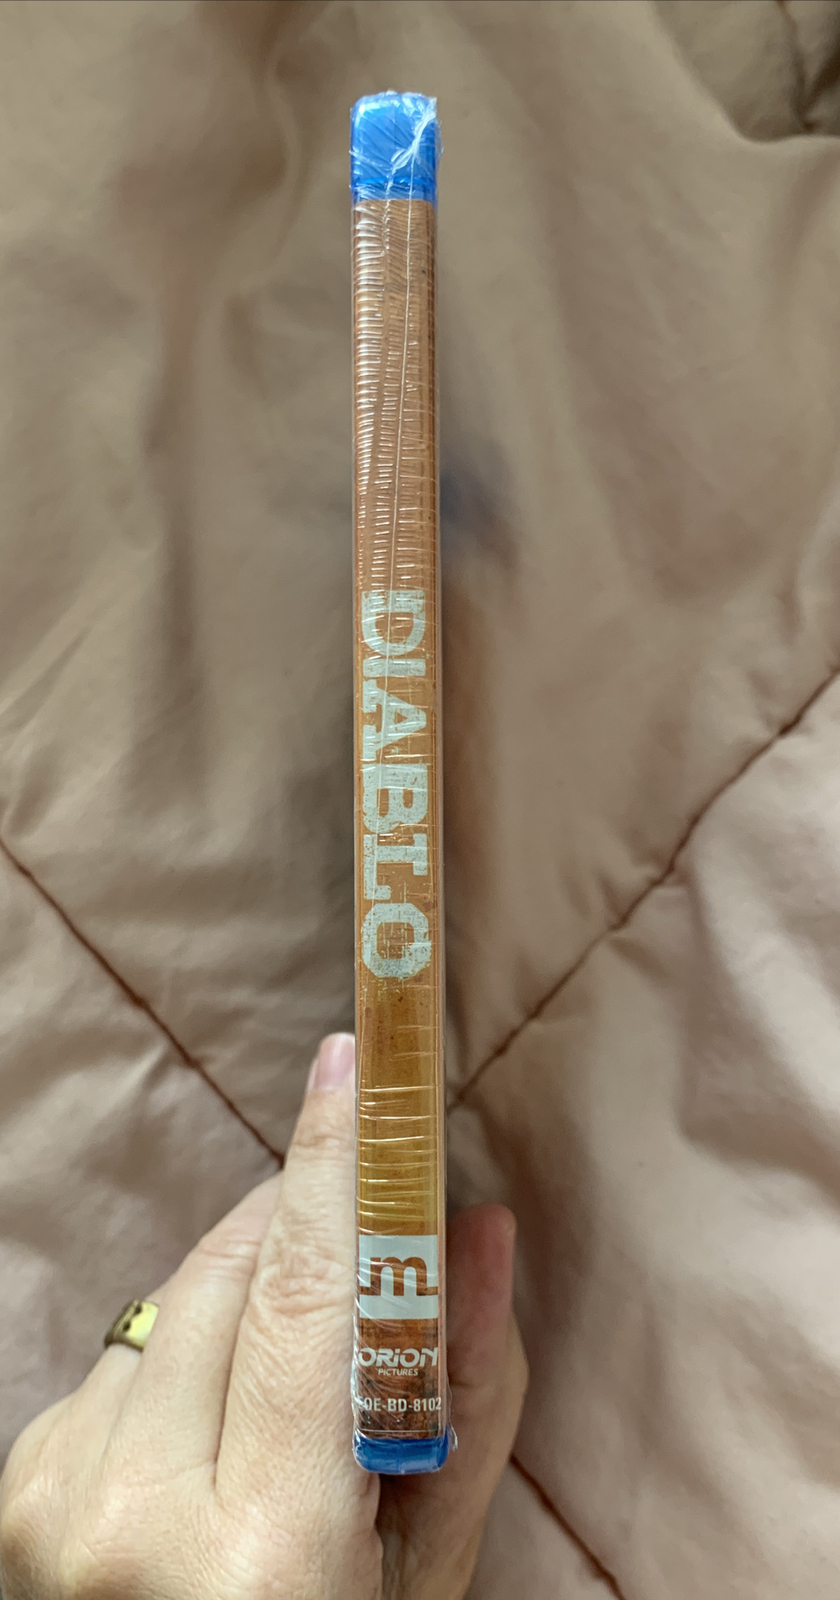 DIABLO
m
ORION
PICTURES
OE-BD-8102